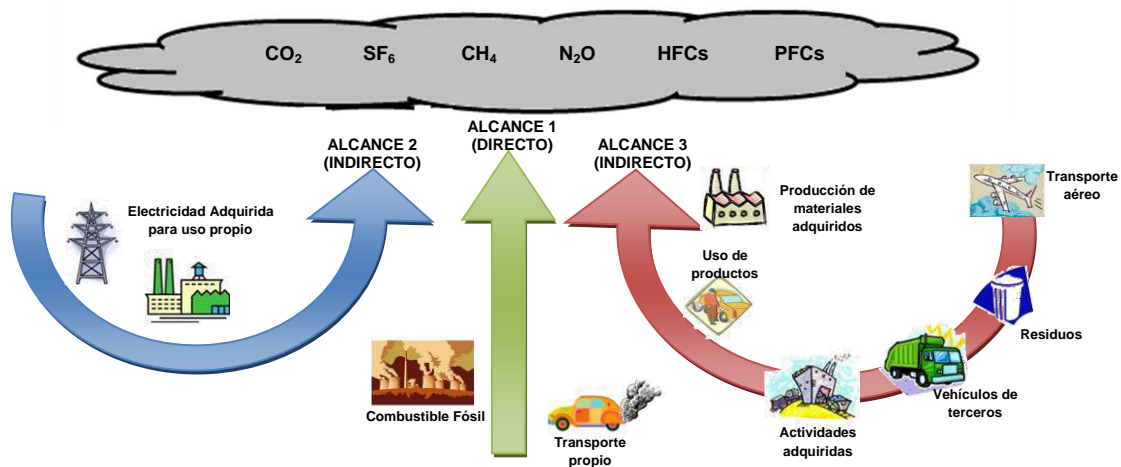 CO₂ SF₆ CH₄ N₂O HFCs PFCs
ALCANCE 2
(INDIRECTO)
ALCANCE 1
(DIRECTO)
ALCANCE 3
(INDIRECTO)
Electricidad Adquirida
para uso propio
Combustible Fósil
Transporte
propio
Producción de
materiales
adquiridos
Uso de
productos
Transporte
aéreo
Residuos
Vehículos de
terceros
Actividades
adquiridas